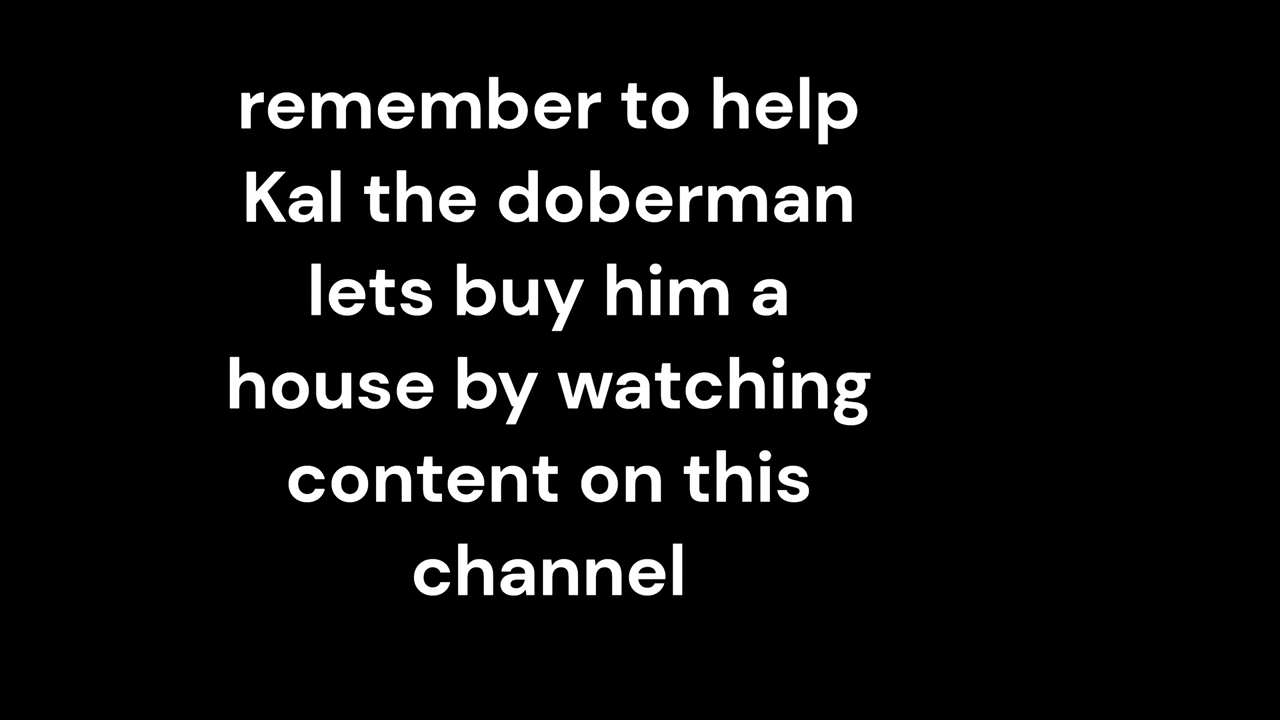 remember to help
Kal the doberman
lets buy him a
house by watching
content on this
channel